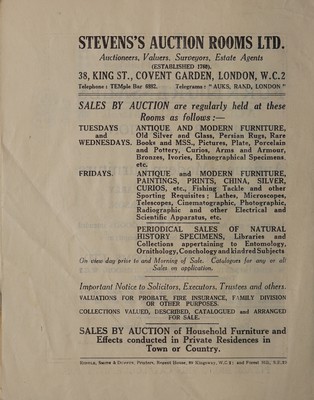 STEVENS'S AUCTION ROOMS LTD.
Auctioneers, Valuers, Surveyors, Estate Agents
(ESTABLISHED 1760).
38, KING ST., COVENT GARDEN, LONDON, W.C.2
Telephone : TEMple Bar 6882. Telegrams : " AUKS, RAND, LONDON "
SALES BY AUCTION are regularly held at these
Rooms as follows :—
TUESDAYS ANTIQUE AND MODERN FURNITURE,
and Old Silver and Glass, Persian Rugs, Rare
WEDNESDAYS. Books and MSS., Pictures, Plate, Porcelain
and Pottery, Curios, Arms and Armour,
Bronzes, Ivories, Ethnographical Specimens.
etc.
FRIDAYS. ANTIQUE and MODERN FURNITURE,
PAINTINGS, PRINTS, CHINA, SILVER,
CURIOS, etc., Fishing Tackle and other
Sporting Requisites; Lathes, Microscopes,
Telescopes, Cinematographic, Photographic,
Radiographic and other Electrical and
Scientific Apparatus, etc.
PERIODICAL SALES OF NATURAL
HISTORY SPECIMENS, Libraries and
Collections appertaining to Entomology,
Ornithology, Conchology and kindred Subjects
On view day prior to and Morning of Sale. Catalogues for any or all
Sales on application.
Important Notice to Solicitors, Executors, Trustees and others.
VALUATIONS FOR PROBATE, FIRE INSURANCE, FAMILY DIVISION
OR OTHER PURPOSES.
COLLECTIONS VALUED, DESCRIBED, CATALOGUED and ARRANGED
FOR SALE.
SALES BY AUCTION of Household Furniture and
Effects conducted in Private Residences in
Town or Country.
Printers, Kingsway, W.C.2; and Forest Hill, S.E.23